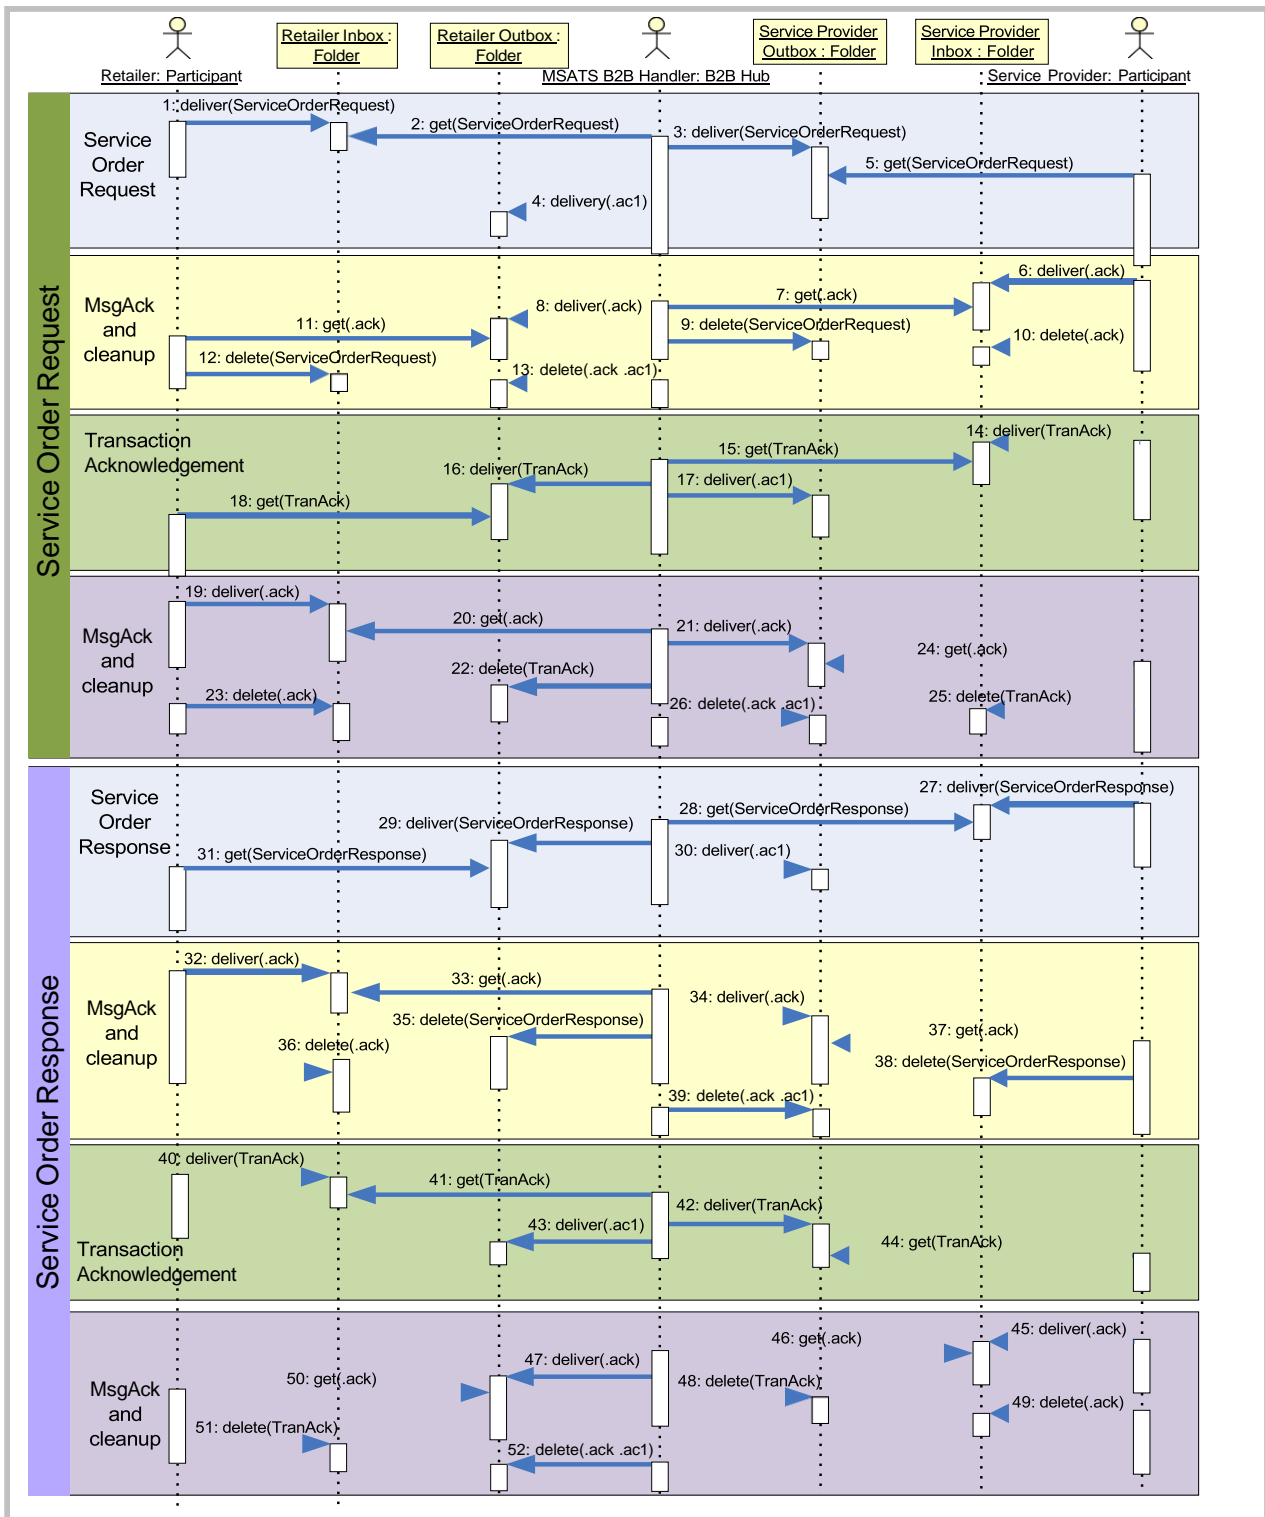 Retailer: Participant
Retailer Inbox :
Folder
Retailer Outbox :
Folder
MSATS B2B Handler: B2B Hub
Service Provider
Outbox : Folder
Service Provider
Inbox : Folder
Service Provider: Participant
Service Order Request
Service
Order
Request
1: deliver(ServiceOrderRequest)
2: get(ServiceOrderRequest)
3: deliver(ServiceOrderRequest)
5: get(ServiceOrderRequest)
4: delivery(.ac1)
MsgAck
and
cleanup
6: deliver(.ack)
7: get(.ack)
8: deliver(.ack)
11: get(.ack)
9: delete(ServiceOrderRequest)
10: delete(.ack)
12: delete(ServiceOrderRequest)
13: delete(.ack .ac1)
Transaction
Acknowledgement
14: deliver(TranAck)
15: get(TranAck)
16: deliver(TranAck)
17: deliver(.ac1)
18: get(TranAck)
MsgAck
and
cleanup
19: deliver(.ack)
20: get(.ack)
21: deliver(.ack)
24: get(.ack)
22: delete(TranAck)
23: delete(.ack)
26: delete(.ack .ac1)
25: delete(TranAck)
Service Order Response
Service
Order
Response
27: deliver(ServiceOrderResponse)
28: get(ServiceOrderResponse)
29: deliver(ServiceOrderResponse)
30: deliver(.ac1)
31: get(ServiceOrderResponse)
MsgAck
and
cleanup
32: deliver(.ack)
33: get(.ack)
34: deliver(.ack)
35: delete(ServiceOrderResponse)
37: get(.ack)
36: delete(.ack)
38: delete(ServiceOrderResponse)
39: delete(.ack .ac1)
40: deliver(TranAck)
41: get(TranAck)
42: deliver(TranAck)
43: deliver(.ac1)
44: get(TranAck)
Transaction
Acknowledgement
MsgAck
and
cleanup
45: deliver(.ack)
46: get(.ack)
47: deliver(.ack)
50: get(.ack)
48: delete(TranAck)
49: delete(.ack)
51: delete(TranAck)
52: delete(.ack .ac1)